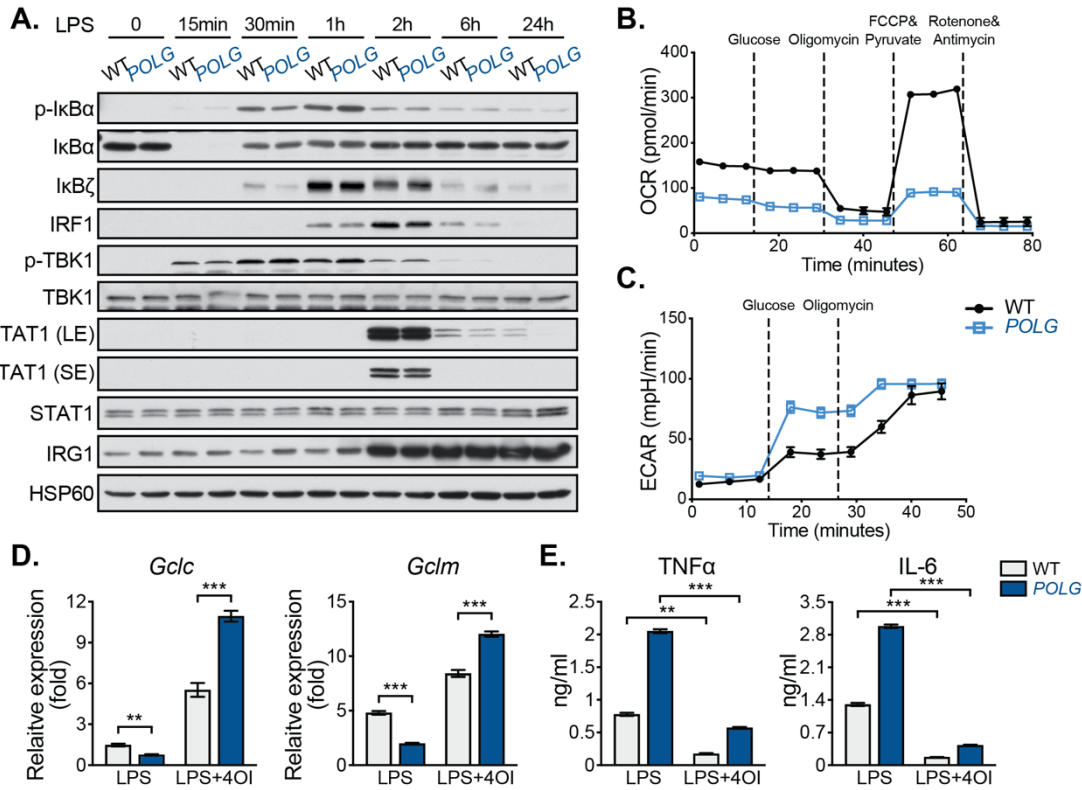 A.
LPS 0 15min 30min 1h 2h 6h 24h
WT POLG WT POLG WT POLG WT POLG WT POLG WT POLG WT POLG
p-IκBα
IκBα
IκBζ
IRF1
p-TBK1
TBK1
TAT1 (LE)
TAT1 (SE)
STAT1
IRG1
HSP60
B.
FCCP& Rotenone&
Glucose Oligomycin Pyruvate Antimycin
OCR (pmol/min)
400
300
200
100
0
0 20 40 60 80
Time (minutes)
C.
Glucose Oligomycin
WT
POLG
ECAR (mpH/min)
150
100
50
0
0 10 20 30 40 50
Time (minutes)
D.
Gclc
Relaitve expression
(fold)
12
9
6
3
0
** ***
LPS LPS+4OI
Gclm
Relaitve expression
(fold)
15
10
5
0
*** ***
LPS LPS+4OI
E.
TNFα
ng/ml
2.5
2
1.5
1
0.5
0
***
**
LPS LPS+4OI
IL-6
ng/ml
3.5
2.8
2.1
1.4
0.7
0
***
***
LPS LPS+4OI
WT
POLG